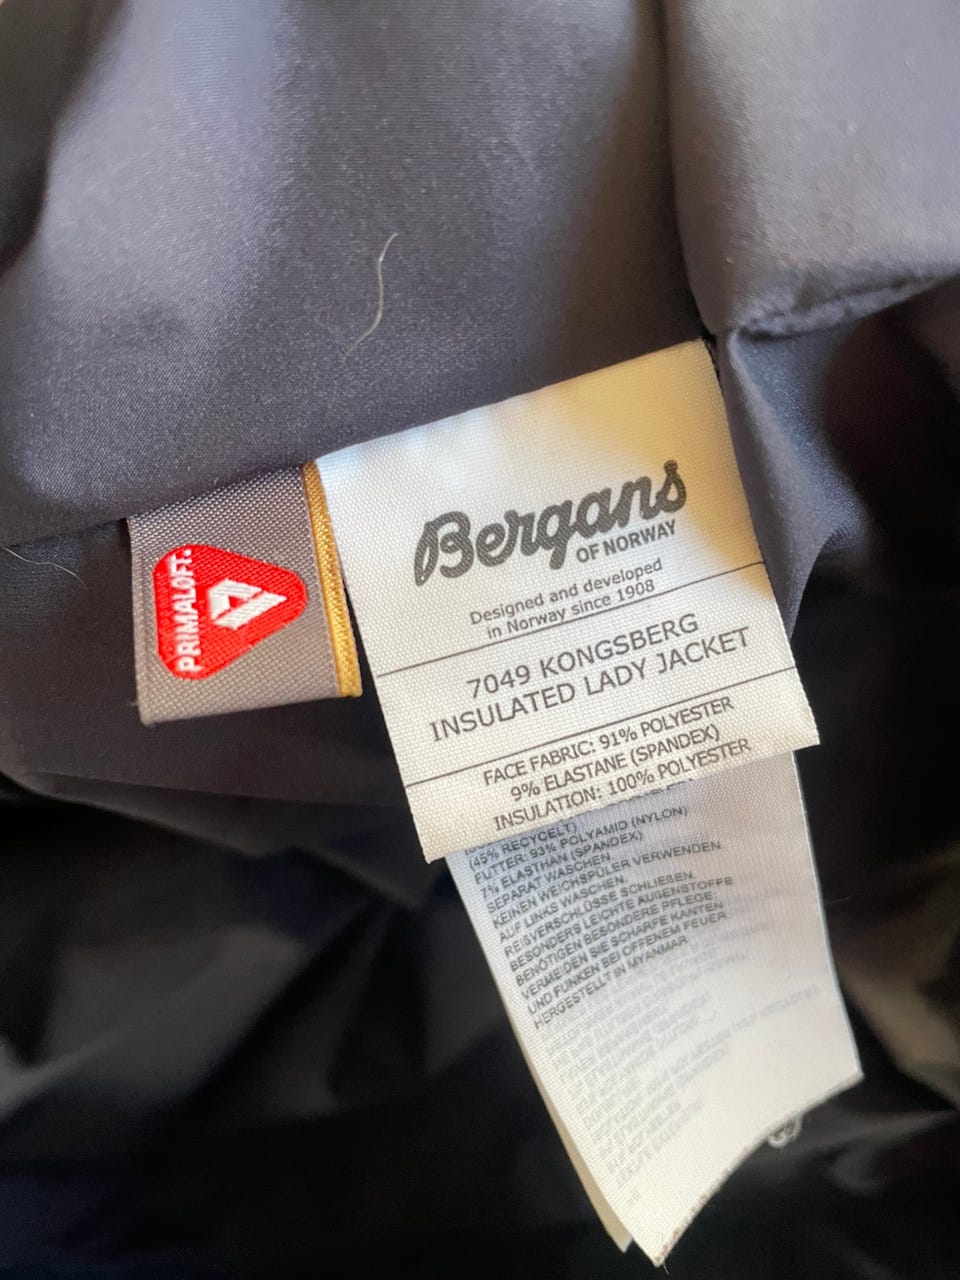 PRIMALOFT®
Bergans
OF NORWAY
Designed and developed
in Norway since 1908
7049 KONGSBERG
INSULATED LADY JACKET
FACE FABRIC: 91% POLYESTER
9% ELASTANE (SPANDEX)
INSULATION: 100% POLYESTER
(45% RECYCELT)
FUTTER: 93% POLYAMID (NYLON)
7% ELASTHAN (SPANDEX)
SEPARAT WASCHEN.
KEINEN WEICHSPÜLER VERWENDEN.
AUF LINKS WASCHEN.
REIẞVERSCHLÜSSE SCHLIEẞEN.
BESONDERS LEICHTE AUẞENSTOFFE
BENÖTIGEN BESONDERE PFLEGE.
VERMEIDEN SIE SCHARFE KANTEN
UND FUNKEN BEI OFFENEM FEUER.
HERGESTELLT IN MYANMAR